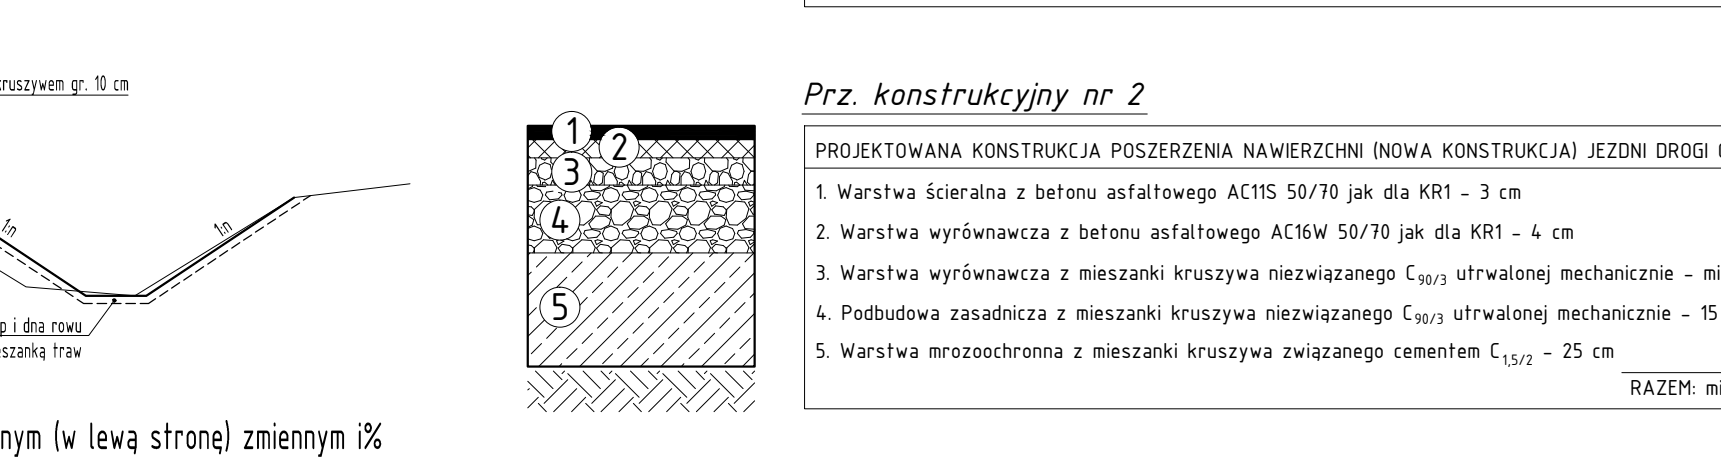 kruszywem gr. 10 cm
1:n
1:n
p i dna rowu
eszanką traw
nym (w lewą stronę) zmiennym i%
1
2
3
4
5
Prz. konstrukcyjny nr 2
PROJEKTOWANA KONSTRUKCJA POSZERZENIA NAWIERZCHNI (NOWA KONSTRUKCJA) JEZDNI DROGI
1. Warstwa ścieralna z betonu asfaltowego AC11S 50/70 jak dla KR1 – 3 cm
2. Warstwa wyrównawcza z betonu asfaltowego AC16W 50/70 jak dla KR1 – 4 cm
3. Warstwa wyrównawcza z mieszanki kruszywa niezwiązanego C90/3 utrwalonej mechanicznie – mi
4. Podbudowa zasadnicza z mieszanki kruszywa niezwiązanego C90/3 utrwalonej mechanicznie – 15
5. Warstwa mrozoochronna z mieszanki kruszywa związanego cementem C1,5/2 – 25 cm
RAZEM: mi